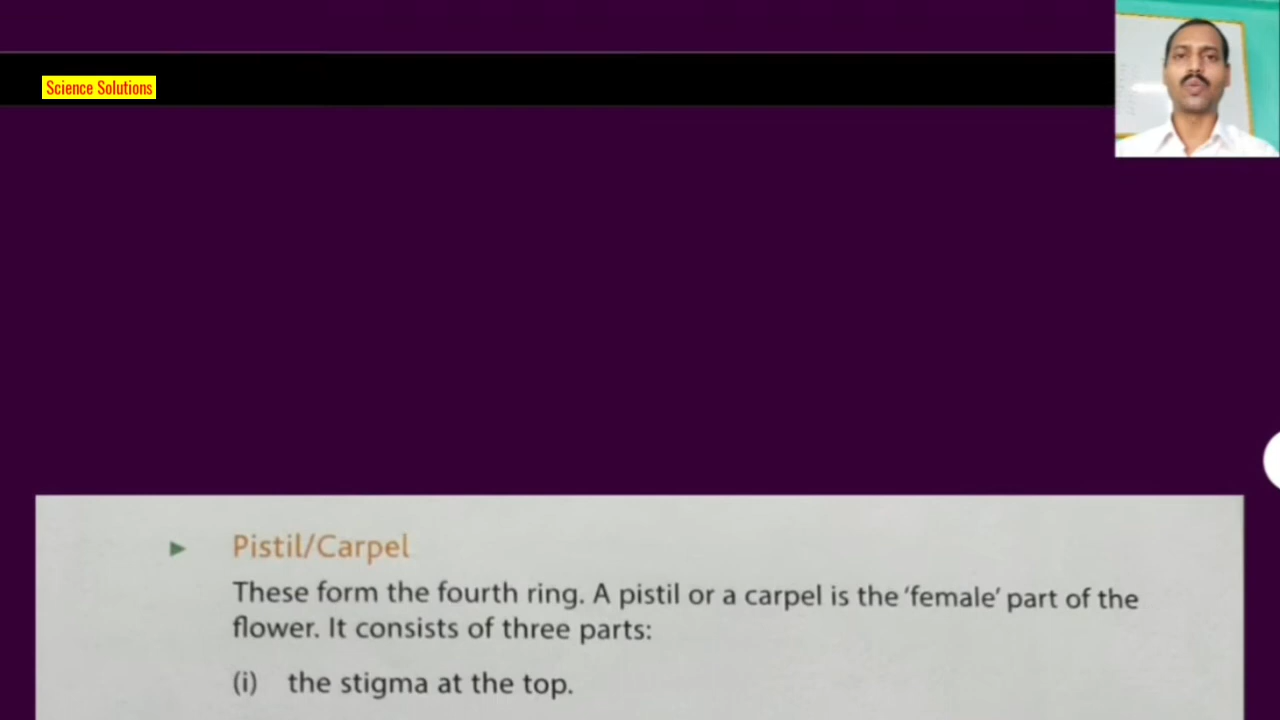 Science Solutions
Pistil/Carpel
These form the fourth ring. A pistil or a carpel is the ‘female’ part of the
flower. It consists of three parts:
(i) the stigma at the top.